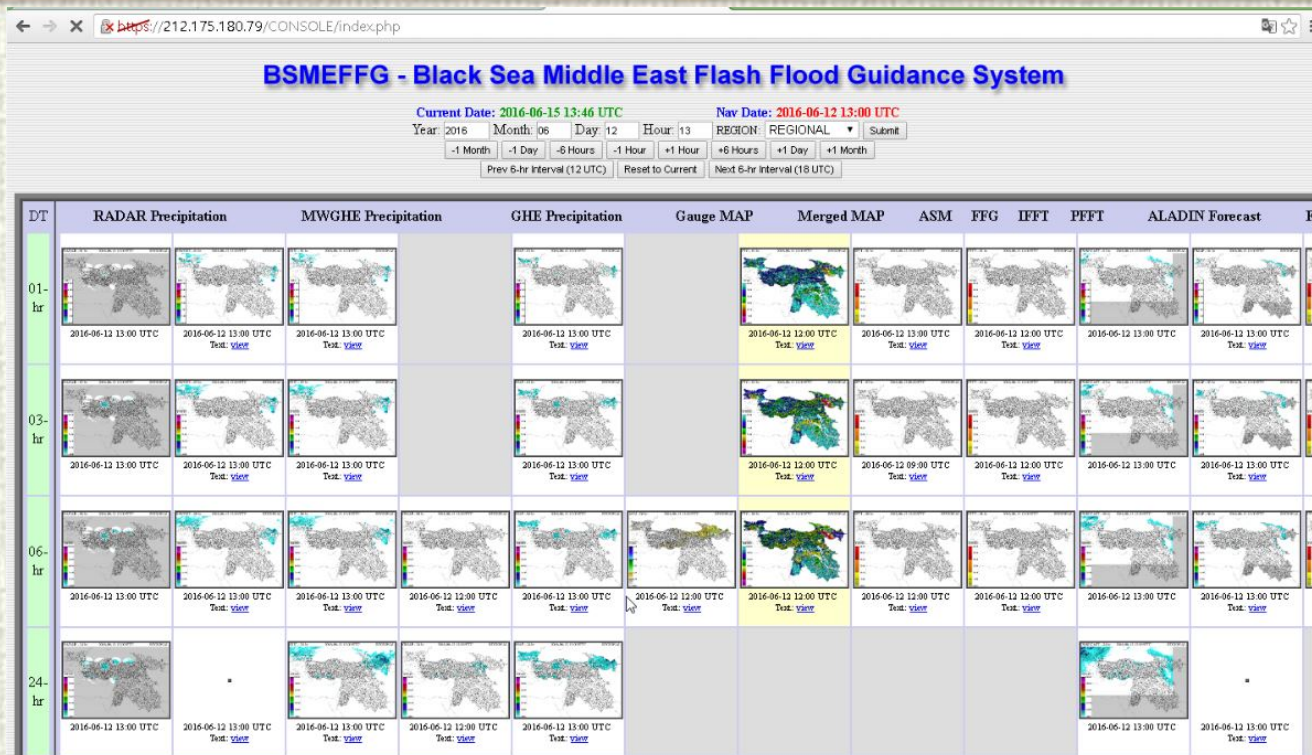 https://212.175.180.79/CONSOLE/index.php
BSMEFFG - Black Sea Middle East Flash Flood Guidance System
Current Date: 2016-06-15 13:46 UTC Nav Date: 2016-06-12 13:00 UTC
Year: 2016 Month: 06 Day: 12 Hour: 13 REGION: REGIONAL Submit
-1 Month -1 Day -6 Hours -1 Hour +1 Hour +6 Hours +1 Day +1 Month
Prev 6-hr Interval (12 UTC) Reset to Current Next 6-hr Interval (18 UTC)
DT RADAR Precipitation MWGHE Precipitation GHE Precipitation Gauge MAP Merged MAP ASM FFG IFFT PFFT ALADIN Forecast
01-
hr
2016-06-12 13:00 UTC 2016-06-12 13:00 UTC 2016-06-12 13:00 UTC 2016-06-12 13:00 UTC 2016-06-12 12:00 UTC 2016-06-12 13:00 UTC 2016-06-12 12:00 UTC 2016-06-12 13:00 UTC 2016-06-12 13:00 UTC
Text: view Text: view Text: view Text: view Text: view Text: view Text: view
03-
hr
2016-06-12 13:00 UTC 2016-06-12 13:00 UTC 2016-06-12 13:00 UTC 2016-06-12 13:00 UTC 2016-06-12 12:00 UTC 2016-06-12 09:00 UTC 2016-06-12 12:00 UTC 2016-06-12 13:00 UTC 2016-06-12 13:00 UTC
Text: view Text: view Text: view Text: view Text: view Text: view Text: view
06-
hr
2016-06-12 13:00 UTC 2016-06-12 13:00 UTC 2016-06-12 13:00 UTC 2016-06-12 12:00 UTC 2016-06-12 13:00 UTC 2016-06-12 12:00 UTC 2016-06-12 12:00 UTC 2016-06-12 12:00 UTC 2016-06-12 12:00 UTC 2016-06-12 13:00 UTC 2016-06-12 13:00 UTC
Text: view Text: view Text: view Text: view Text: view Text: view Text: view Text: view Text: view
24-
hr
2016-06-12 13:00 UTC 2016-06-12 13:00 UTC 2016-06-12 13:00 UTC 2016-06-12 12:00 UTC 2016-06-12 13:00 UTC 2016-06-12 13:00 UTC 2016-06-12 13:00 UTC
Text: view Text: view Text: view Text: view Text: view